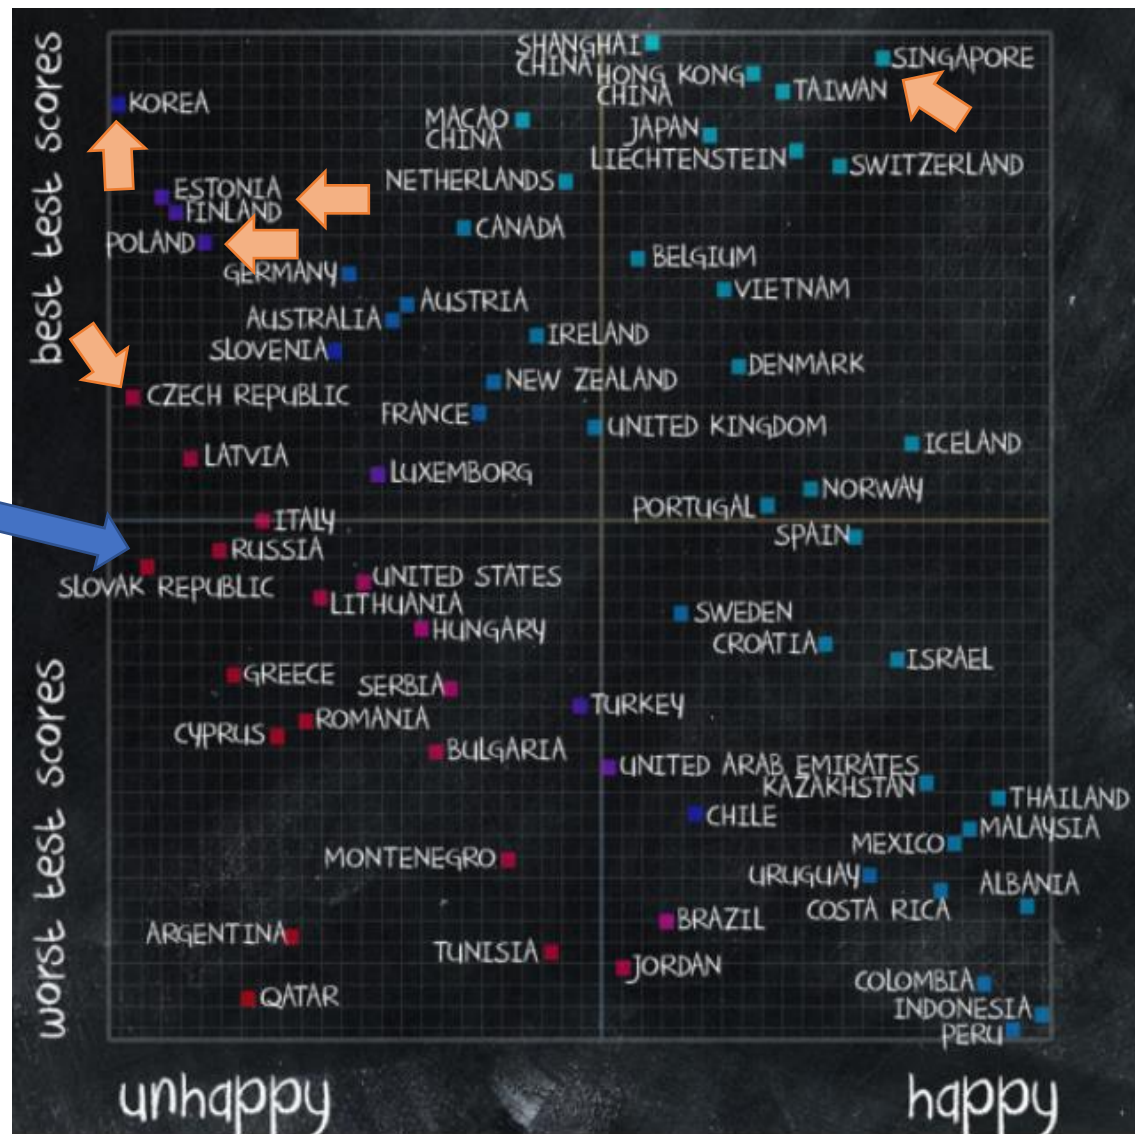 best test scores
worst test scores
SHANGHAI
CHINA
HONG KONG
CHINA
SINGAPORE
TAIWAN
KOREA
MACAO
CHINA
JAPAN
LIECHTENSTEIN
SWITZERLAND
ESTONIA
NETHERLANDS
FINLAND
CANADA
POLAND
BELGIUM
GERMANY
VIETNAM
AUSTRIA
AUSTRALIA
IRELAND
SLOVENIA
DENMARK
NEW ZEALAND
CZECH REPUBLIC
FRANCE
UNITED KINGDOM
ICELAND
LATVIA
LUXEMBORG
NORWAY
PORTUGAL
ITALY
SPAIN
RUSSIA
SLOVAK REPUBLIC
UNITED STATES
LITHUANIA
SWEDEN
HUNGARY
CROATIA
ISRAEL
GREECE
SERBIA
TURKEY
ROMANIA
CYPRUS
BULGARIA
UNITED ARAB EMIRATES
KAZAKHSTAN
THAILAND
CHILE
MALAYSIA
MEXICO
MONTENEGRO
URUGUAY
ALBANIA
COSTA RICA
BRAZIL
ARGENTINA
TUNISIA
JORDAN
COLOMBIA
QATAR
INDONESIA
PERU
unhappy
happy